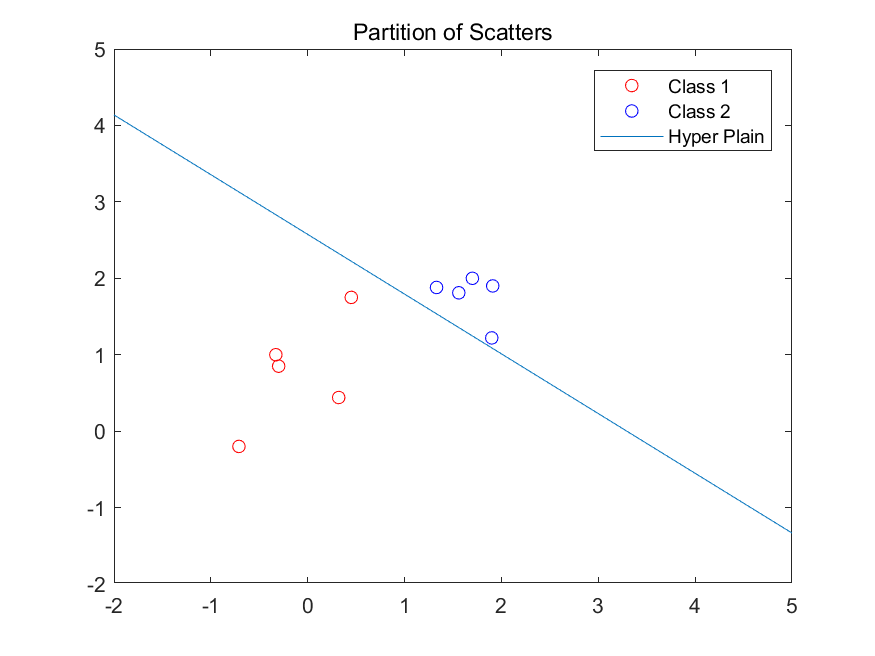 Partition of Scatters
5
4
3
2
1
0
-1
-2
-2 -1 0 1 2 3 4 5
Class 1
Class 2
Hyper Plain